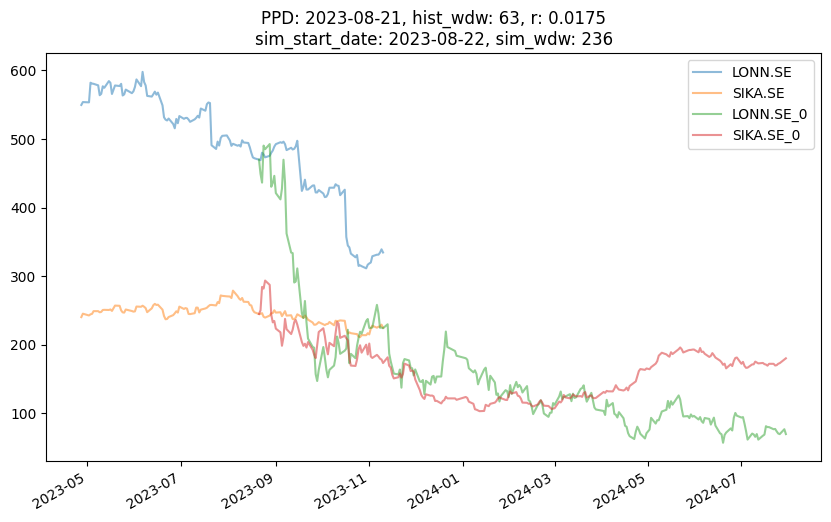 PPD: 2023-08-21, hist_wdw: 63, r: 0.0175
sim_start_date: 2023-08-22, sim_wdw: 236
LONN.SE
SIKA.SE
LONN.SE_0
SIKA.SE_0
600
500
400
300
200
100
2023-05
2023-07
2023-09
2023-11
2024-01
2024-03
2024-05
2024-07